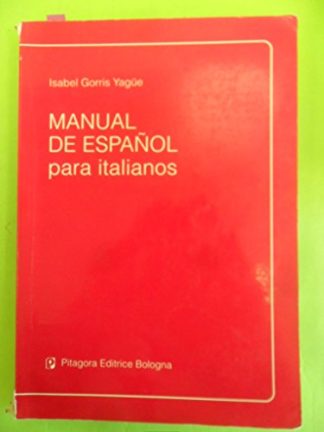 Isabel Gorris Yagüe
MANUAL
DE ESPAÑOL
para italianos
Pitagora Editrice Bologna